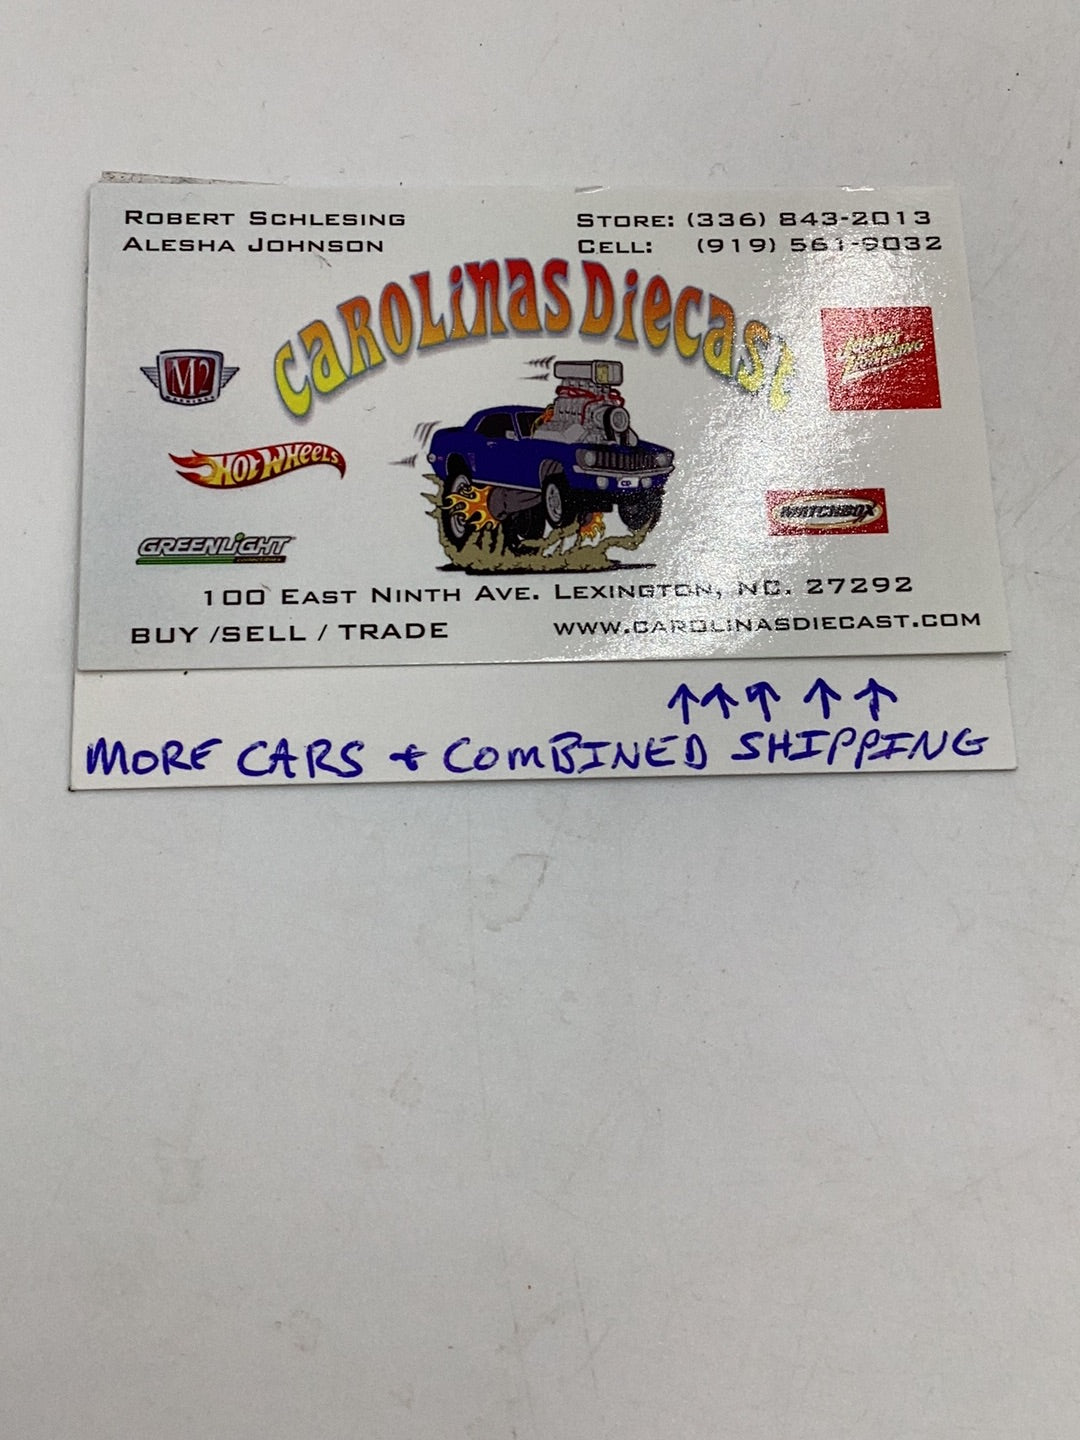 ROBERT SCHLESING
ALESHA JOHNSON
STORE: (336) 843-2013
CELL: (919) 561-9032
CAROLINAS DIECAST
M2
MACHINES
JOHNNY LIGHTNING
HOT WHEELS
CD
MATCHBOX
GREENLIGHT
100 EAST NINTH AVE. LEXINGTON, NC. 27292
BUY /SELL / TRADE
WWW.CAROLINASDIECAST.COM
↑↑↑ ↑ ↑
MORE CARS + COMBINED SHIPPING